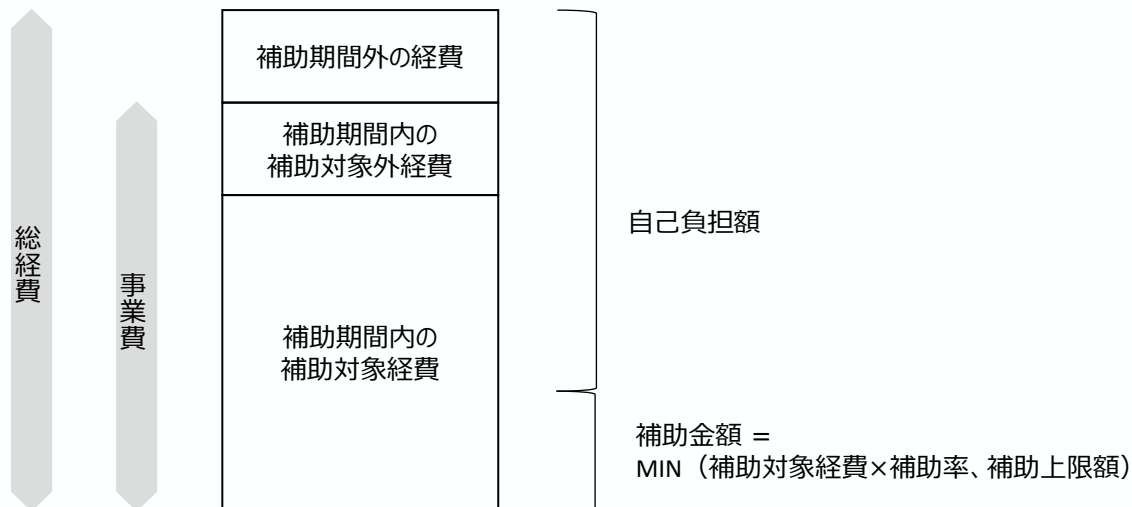 総経費
事業費
補助期間外の経費
補助期間内の
補助対象外経費
補助期間内の
補助対象経費
自己負担額
補助金額 =
MIN（補助対象経費×補助率、補助上限額）